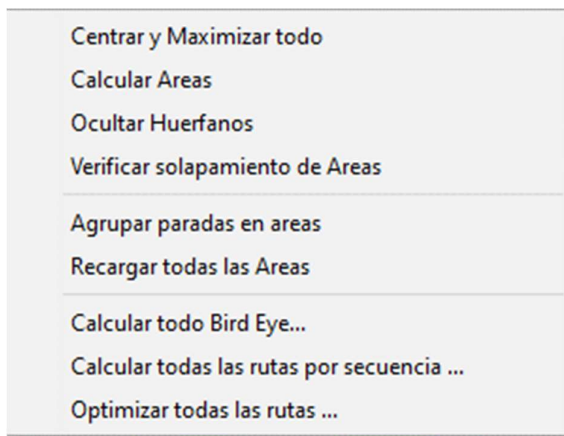 Centrar y Maximizar todo
Calcular Areas
Ocultar Huerfanos
Verificar solapamiento de Areas
Agrupar paradas en areas
Recargar todas las Areas
Calcular todo Bird Eye...
Calcular todas las rutas por secuencia ...
Optimizar todas las rutas ...